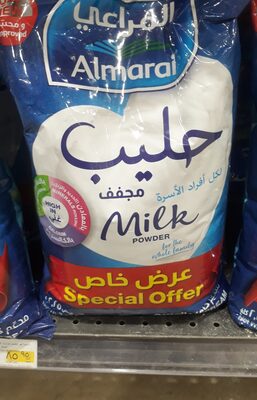 المراعي
Almarai
حليب
مجفف
لكل أفراد الأسرة
Milk
POWDER
for the
whole family
HIGH
IN
غني
عرض خاص
Special Offer